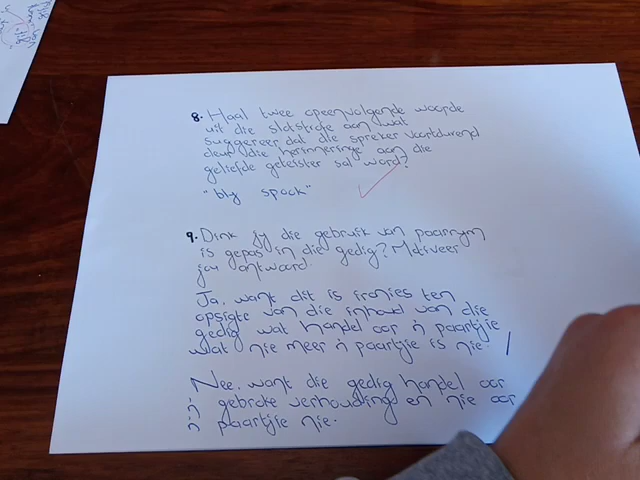 8. Haal twee opeenvolgende woorde
uit die slotstrofe aan wat
suggereer dat die spreker voortdurend
deur die herinneringe aan die
geliefde geteister sal word?
"bly spook"
9. Dink jy die gebruik van paarrym
is gepas in die gedig? Motiveer
jou antwoord.
Ja, want dit is ironies ten
opsigte van die inhoud van die
gedig wat handel oor 'n paartjie
wat nie meer 'n paartjie is nie. /
Nee, want die gedig handel oor
gebroke verhouding en nie oor
paartjie nie.